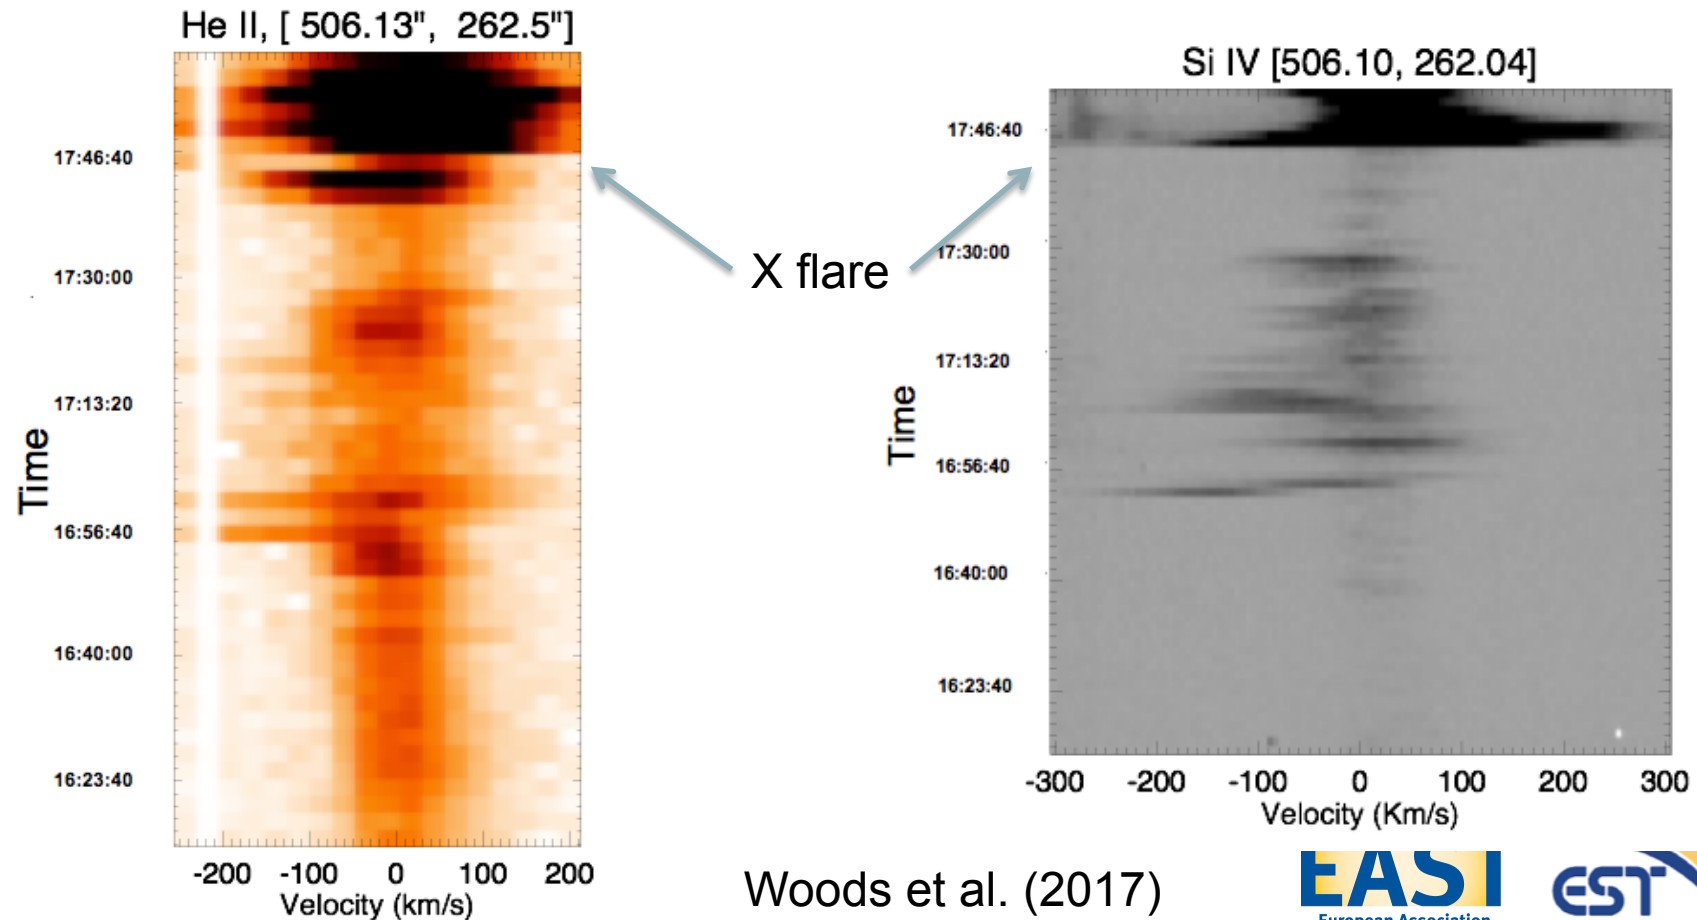 He II, [ 506.13", 262.5"]
17:46:40
17:30:00
17:13:20
16:56:40
16:40:00
16:23:40
Time
-200 -100 0 100 200
Velocity (km/s)
X flare
Si IV [506.10, 262.04]
17:46:40
17:30:00
17:13:20
16:56:40
16:40:00
16:23:40
Time
-300 -200 -100 0 100 200 300
Velocity (Km/s)
Woods et al. (2017)
EAST
European Association
EST